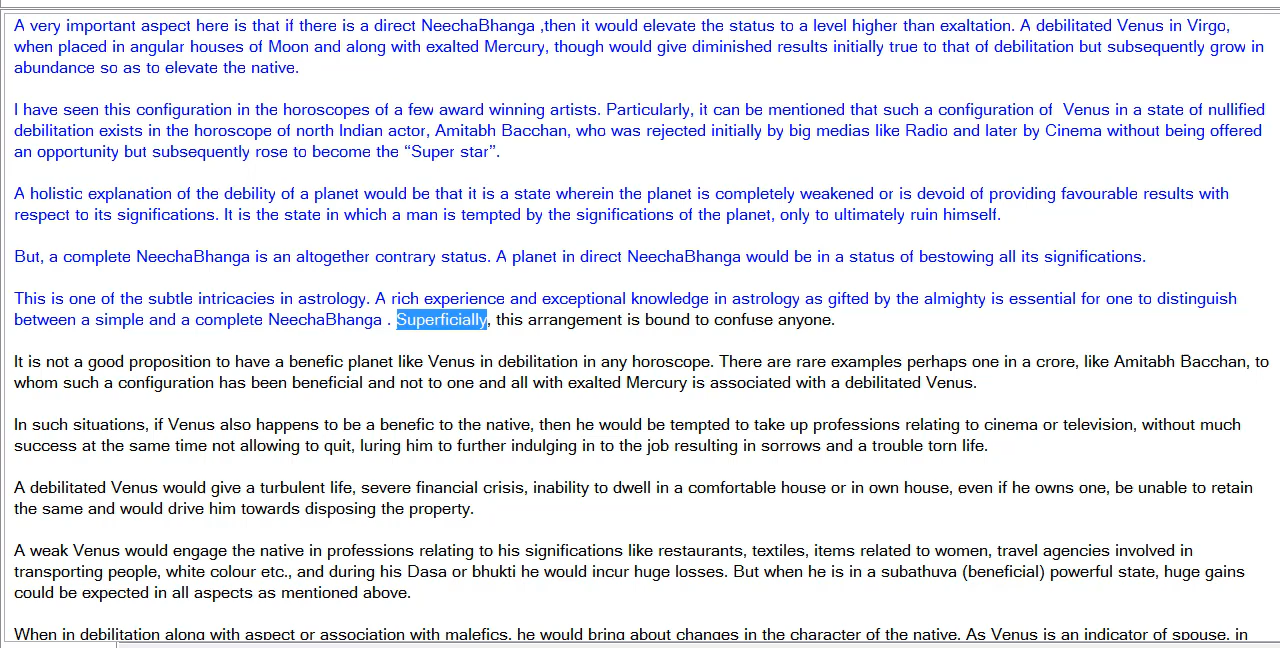 A very important aspect here is that if there is a direct NeechaBhanga ,then it would elevate the status to a level higher than exaltation. A debilitated Venus in Virgo,
when placed in angular houses of Moon and along with exalted Mercury, though would give diminished results initially true to that of debilitation but subsequently grow in
abundance so as to elevate the native.
I have seen this configuration in the horoscopes of a few award winning artists. Particularly, it can be mentioned that such a configuration of  Venus in a state of nullified
debilitation exists in the horoscope of north Indian actor, Amitabh Bacchan, who was rejected initially by big medias like Radio and later by Cinema without being offered
an opportunity but subsequently rose to become the “Super star”.
A holistic explanation of the debility of a planet would be that it is a state wherein the planet is completely weakened or is devoid of providing favourable results with
respect to its significations. It is the state in which a man is tempted by the significations of the planet, only to ultimately ruin himself.
But, a complete NeechaBhanga is an altogether contrary status. A planet in direct NeechaBhanga would be in a status of bestowing all its significations.
This is one of the subtle intricacies in astrology. A rich experience and exceptional knowledge in astrology as gifted by the almighty is essential for one to distinguish
between a simple and a complete NeechaBhanga . Superficially, this arrangement is bound to confuse anyone.
It is not a good proposition to have a benefic planet like Venus in debilitation in any horoscope. There are rare examples perhaps one in a crore, like Amitabh Bacchan, to
whom such a configuration has been beneficial and not to one and all with exalted Mercury is associated with a debilitated Venus.
In such situations, if Venus also happens to be a benefic to the native, then he would be tempted to take up professions relating to cinema or television, without much
success at the same time not allowing to quit, luring him to further indulging in to the job resulting in sorrows and a trouble torn life.
A debilitated Venus would give a turbulent life, severe financial crisis, inability to dwell in a comfortable house or in own house, even if he owns one, be unable to retain
the same and would drive him towards disposing the property.
A weak Venus would engage the native in professions relating to his significations like restaurants, textiles, items related to women, travel agencies involved in
transporting people, white colour etc., and during his Dasa or bhukti he would incur huge losses. But when he is in a subathuva (beneficial) powerful state, huge gains
could be expected in all aspects as mentioned above.
When in debilitation along with aspect or association with malefics, he would bring about changes in the character of the native. As Venus is an indicator of spouse, in